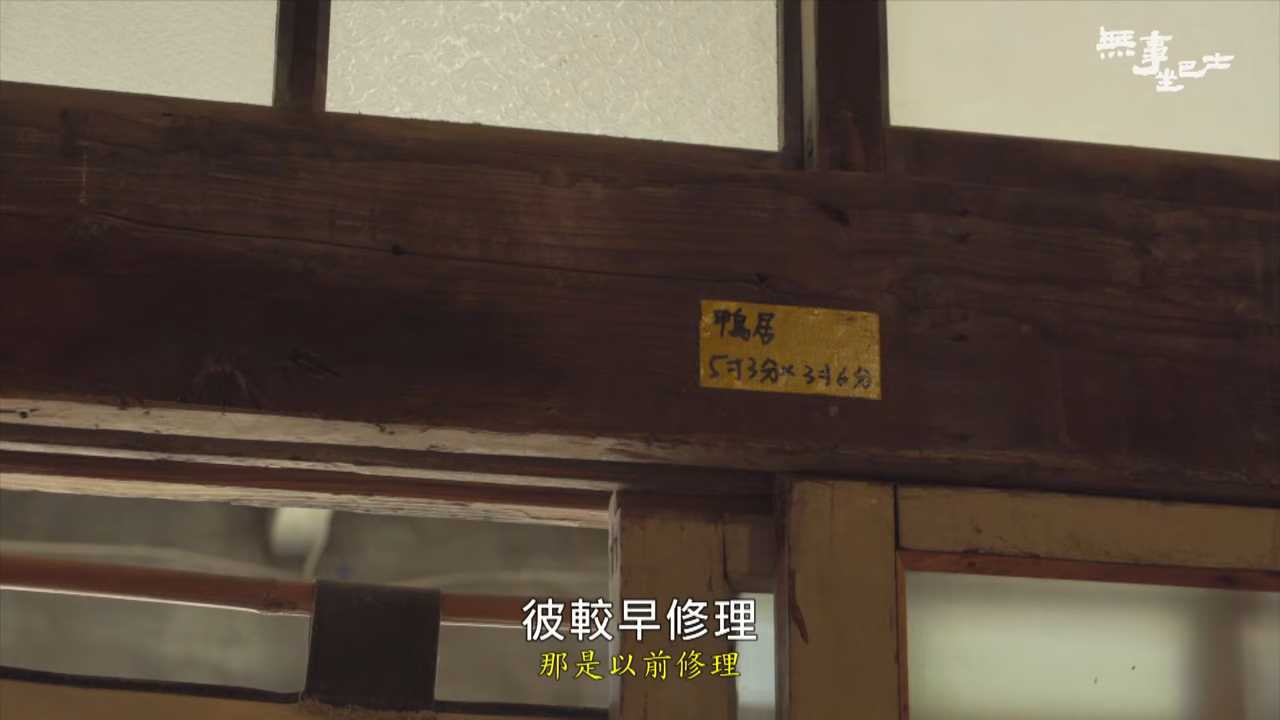 無事坐巴士
鴨居
5寸3分×3寸6分
彼較早修理
那是以前修理